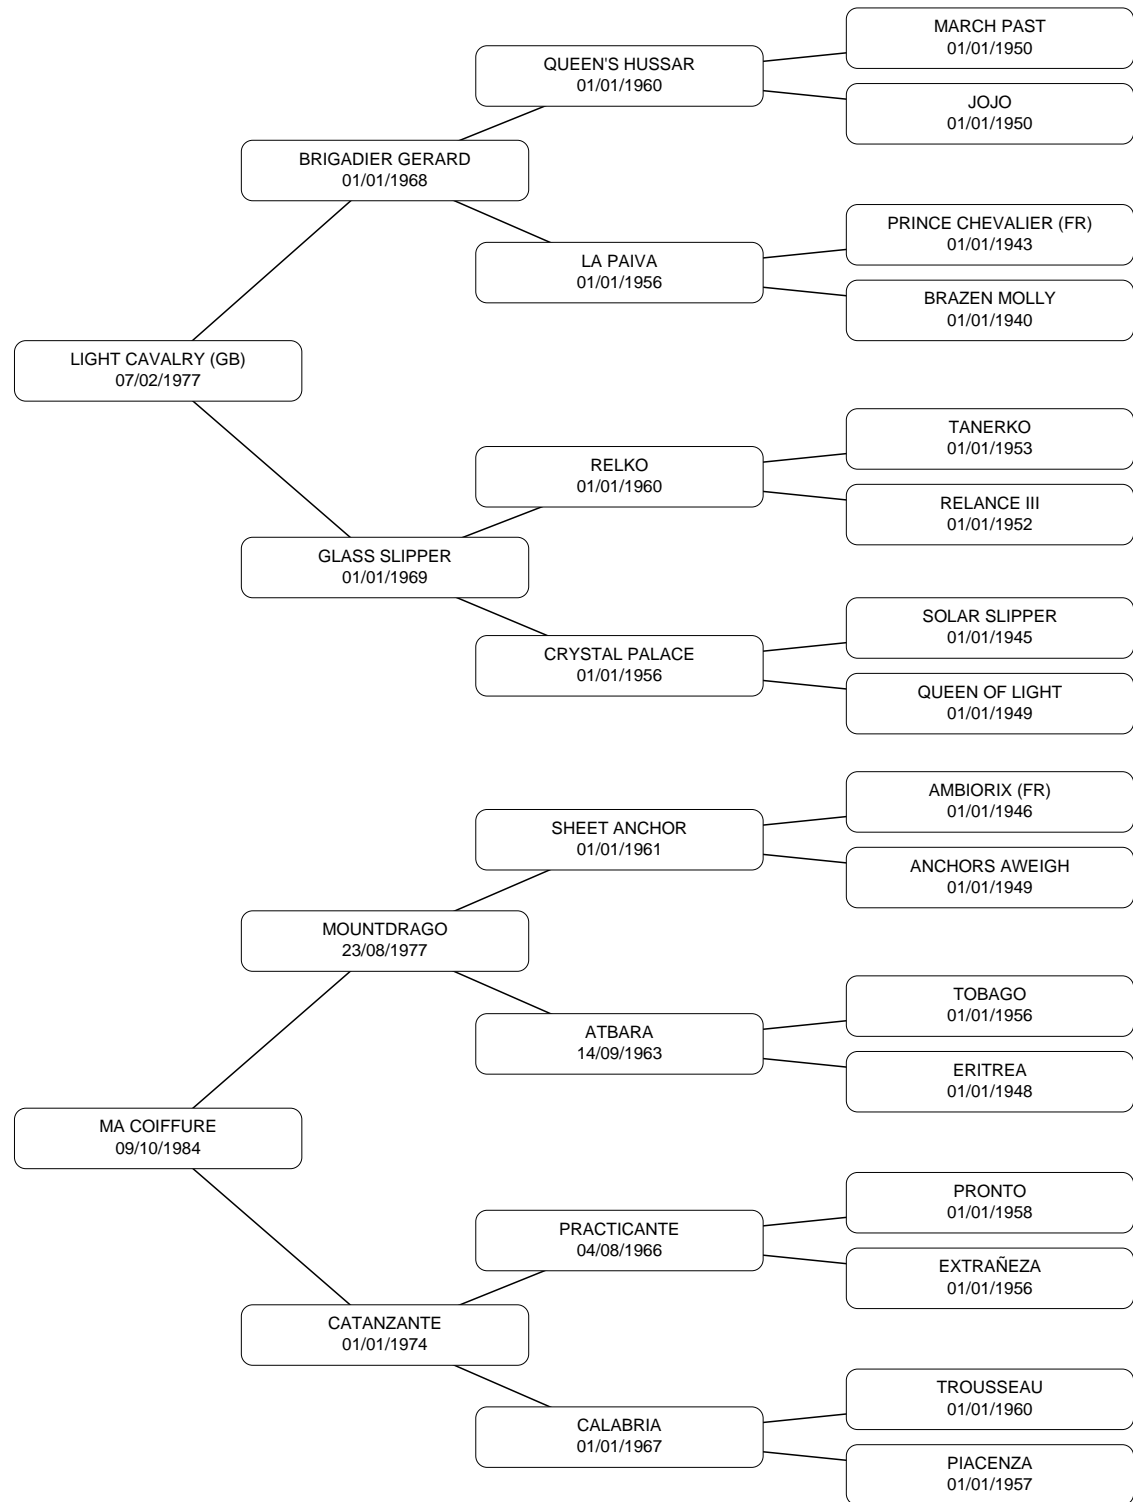 MARCH PAST
01/01/1950
QUEEN'S HUSSAR
01/01/1960
JOJO
01/01/1950
BRIGADIER GERARD
01/01/1968
PRINCE CHEVALIER (FR)
01/01/1943
LA PAIVA
01/01/1956
BRAZEN MOLLY
01/01/1940
LIGHT CAVALRY (GB)
07/02/1977
TANERKO
01/01/1953
RELKO
01/01/1960
RELANCE III
01/01/1952
GLASS SLIPPER
01/01/1969
SOLAR SLIPPER
01/01/1945
CRYSTAL PALACE
01/01/1956
QUEEN OF LIGHT
01/01/1949
AMBIORIX (FR)
01/01/1946
SHEET ANCHOR
01/01/1961
ANCHORS AWEIGH
01/01/1949
MOUNTDRAGO
23/08/1977
TOBAGO
01/01/1956
ATBARA
14/09/1963
ERITREA
01/01/1948
MA COIFFURE
09/10/1984
PRONTO
01/01/1958
PRACTICANTE
04/08/1966
EXTRAÑEZA
01/01/1956
CATANZANTE
01/01/1974
TROUSSEAU
01/01/1960
CALABRIA
01/01/1967
PIACENZA
01/01/1957